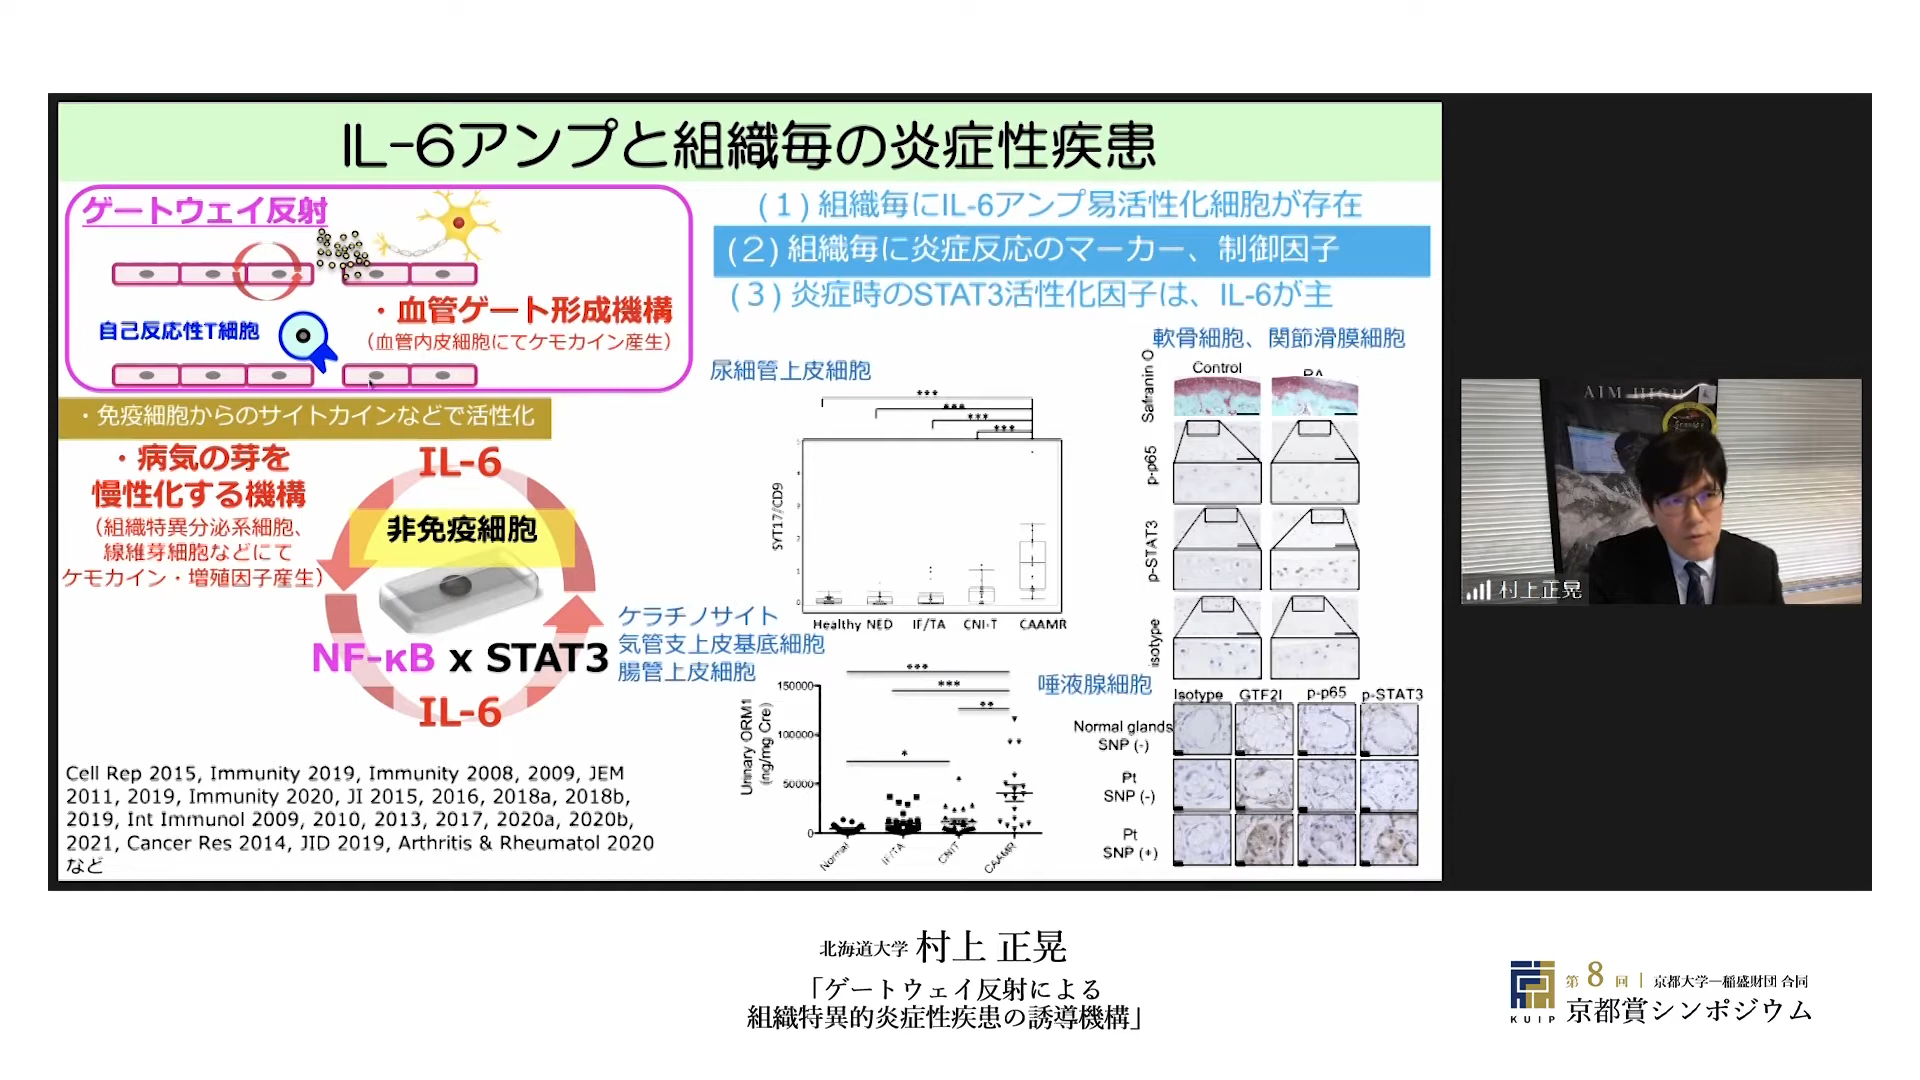 IL-6アンプと組織毎の炎症性疾患
ゲートウェイ反射
自己反応性T細胞
・血管ゲート形成機構
（血管内皮細胞にてケモカイン産生）
・免疫細胞からのサイトカインなどで活性化
・病気の芽を
慢性化する機構
（組織特異分泌系細胞、
線維芽細胞などにて
ケモカイン・増殖因子産生）
IL-6
非免疫細胞
NF-κB x STAT3
IL-6
ケラチノサイト
気管支上皮基底細胞
腸管上皮細胞
Cell Rep 2015, Immunity 2019, Immunity 2008, 2009, JEM
2011, 2019, Immunity 2020, JI 2015, 2016, 2018a, 2018b,
2019, Int Immunol 2009, 2010, 2013, 2017, 2020a, 2020b,
2021, Cancer Res 2014, JID 2019, Arthritis & Rheumatol 2020
など
（1）組織毎にIL-6アンプ易活性化細胞が存在
（2）組織毎に炎症反応のマーカー、制御因子
（3）炎症時のSTAT3活性化因子は、IL-6が主
尿細管上皮細胞
***
***
***
***
SYT17/CD9
Healthy NED IF/TA CNI-T CAAMR
***
***
**
*
Urinary ORM1
(ng/mg Cre)
150000
100000
50000
0
Normal IF/TA CNIT CAAMR
軟骨細胞、関節滑膜細胞
Control RA
Safranin O
p-p65
p-STAT3
isotype
唾液腺細胞
Isotype GTF2I p-p65 p-STAT3
Normal glands
SNP (-)
Pt
SNP (-)
Pt
SNP (+)
AIM HIGH
村上正晃
北海道大学 村上 正晃
「ゲートウェイ反射による
組織特異的炎症性疾患の誘導機構」
KUIP
第8回 | 京都大学―稲盛財団 合同
京都賞シンポジウム